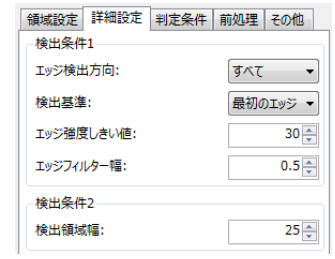 領域設定 詳細設定 判定条件 前処理 その他
検出条件1
エッジ検出方向: すべて
検出基準: 最初のエッジ
エッジ強度しきい値: 30
エッジフィルター幅: 0.5
検出条件2
検出領域幅: 25